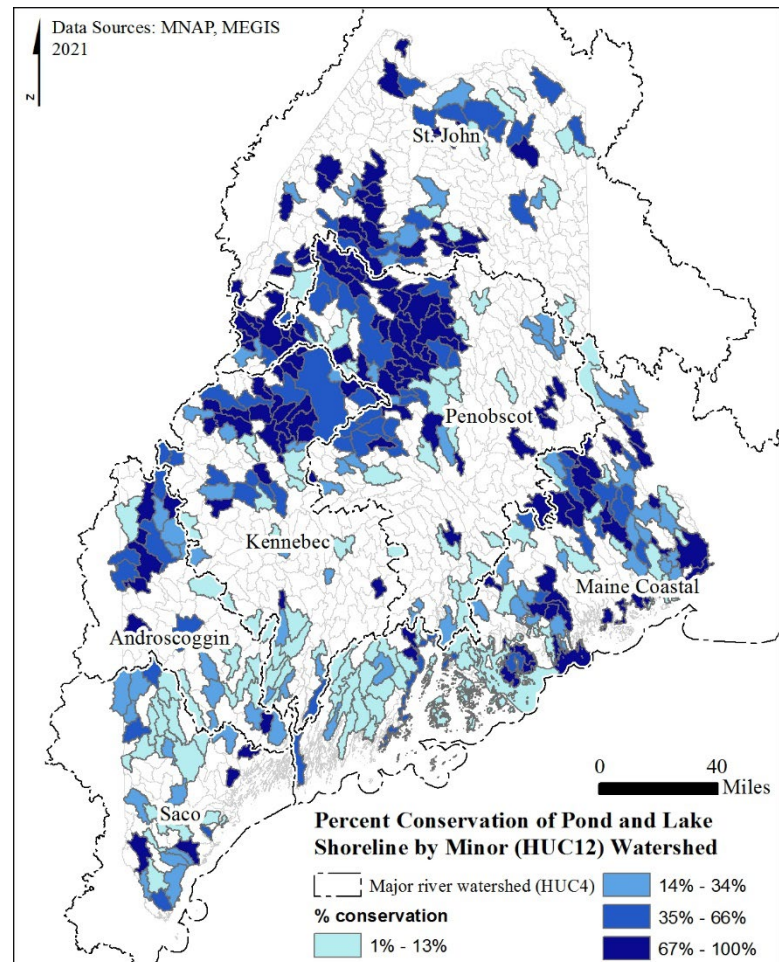 Data Sources: MNAP, MEGIS
2021
N
St. John
Penobscot
Kennebec
Maine Coastal
Androscoggin
Saco
0 40
Miles
Percent Conservation of Pond and Lake
Shoreline by Minor (HUC12) Watershed
Major river watershed (HUC4)
% conservation
1% - 13%
14% - 34%
35% - 66%
67% - 100%